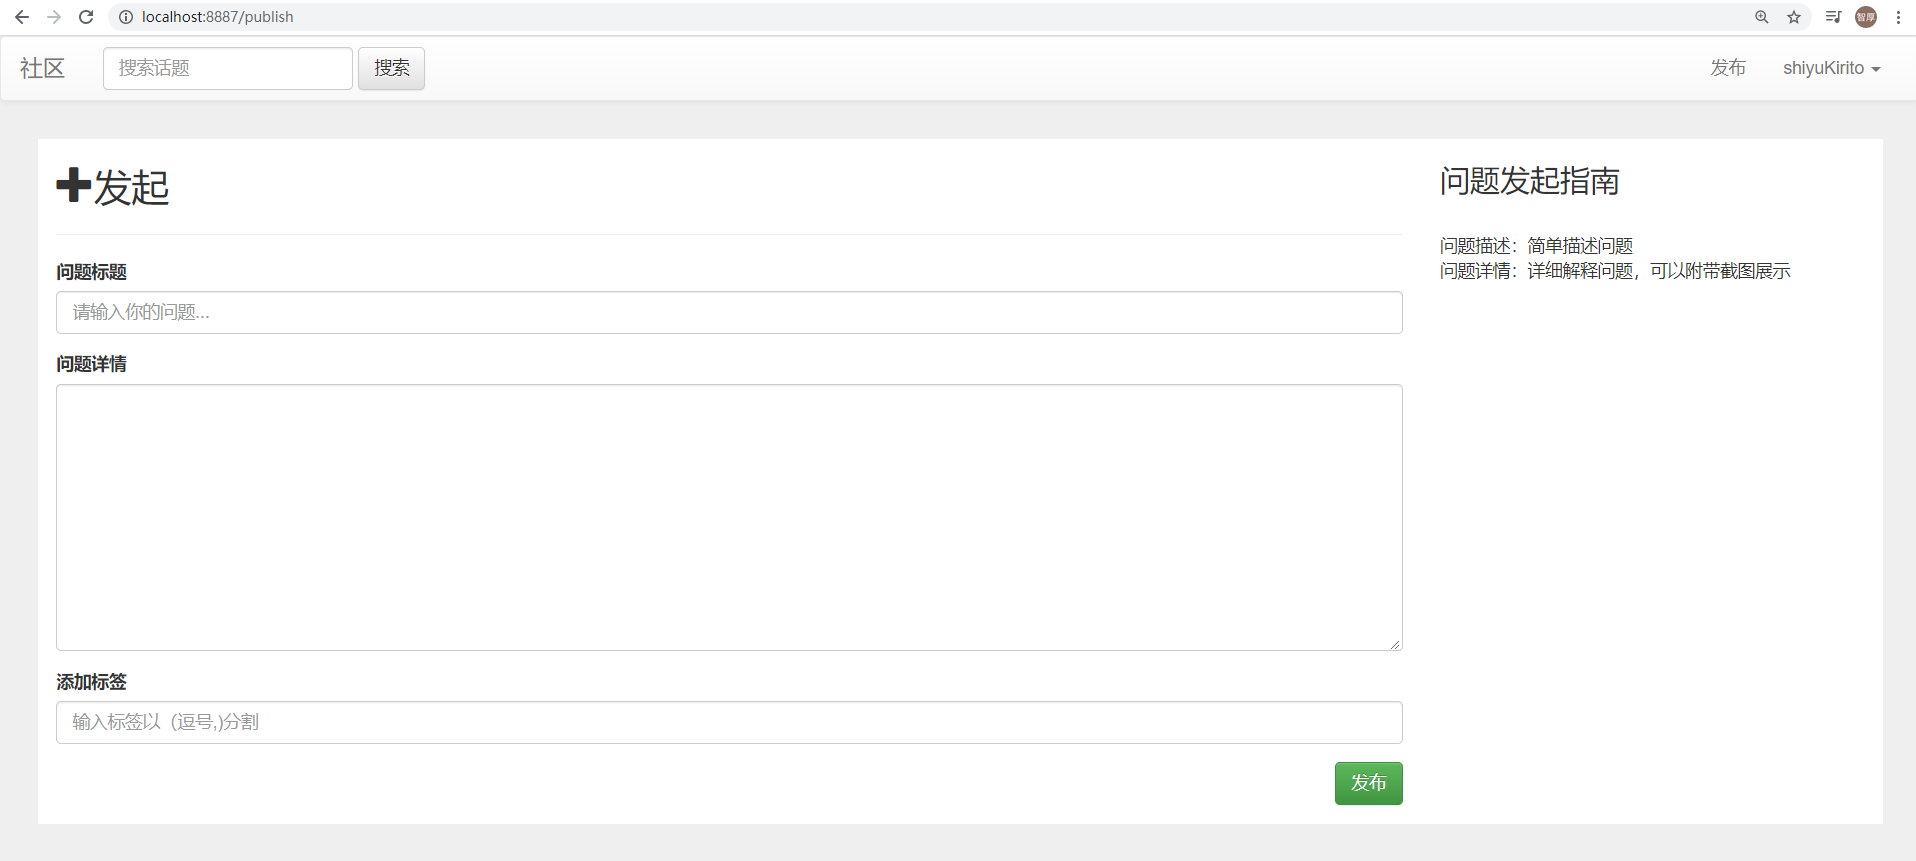 localhost:8887/publish
智厚
社区
搜索话题
搜索
发布
shiyuKirito
发起
问题标题
请输入你的问题...
问题详情
添加标签
输入标签以（逗号,)分割
发布
问题发起指南
问题描述：简单描述问题
问题详情：详细解释问题，可以附带截图展示